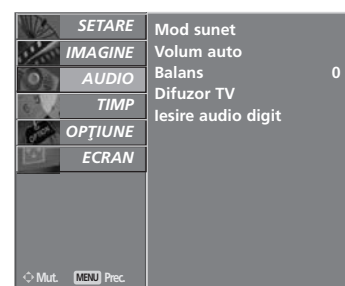 SETARE
IMAGINE
AUDIO
TIMP
OPŢIUNE
ECRAN
Mod sunet
Volum auto
Balans 0
Difuzor TV
Iesire audio digit
Mut. MENU Prec.